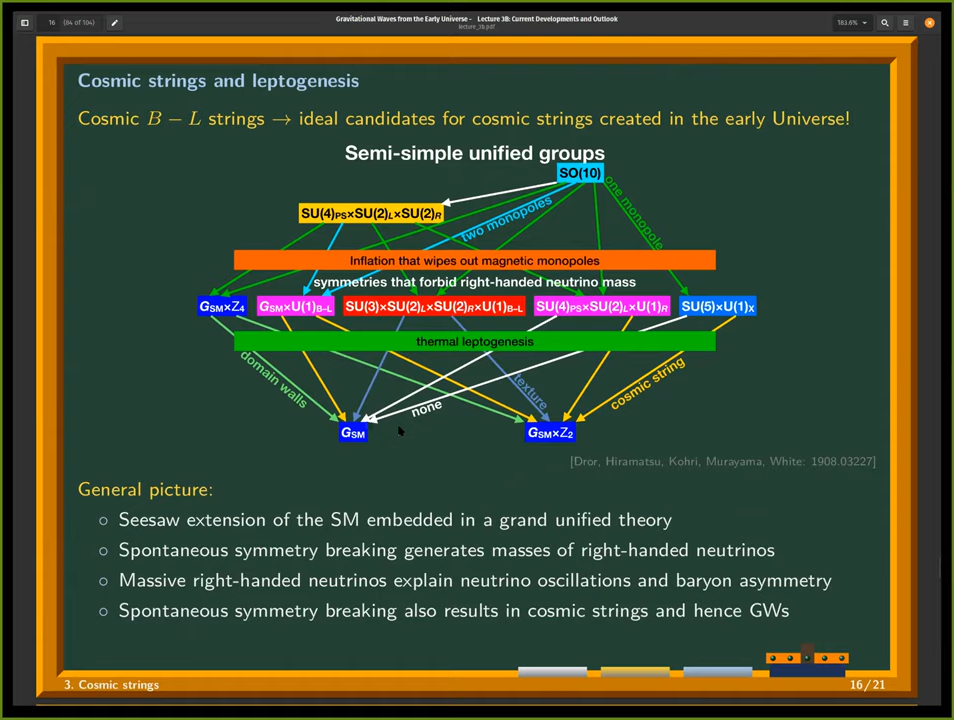 16 (84 of 104)
Gravitational Waves from the Early Universe - Lecture 3B: Current Developments and Outlook
lecture_3b.pdf
183.6%
Cosmic strings and leptogenesis
Cosmic B − L strings → ideal candidates for cosmic strings created in the early Universe!
Semi-simple unified groups
SO(10)
one monopole
SU(4)PS×SU(2)L×SU(2)R
two monopoles
Inflation that wipes out magnetic monopoles
symmetries that forbid right-handed neutrino mass
GSM×Z4
GSM×U(1)B–L
SU(3)×SU(2)L×SU(2)R×U(1)B–L
SU(4)PS×SU(2)L×U(1)R
SU(5)×U(1)X
thermal leptogenesis
domain walls
none
texture
cosmic string
GSM
GSM×Z2
[Dror, Hiramatsu, Kohri, Murayama, White: 1908.03227]
General picture:
○ Seesaw extension of the SM embedded in a grand unified theory
○ Spontaneous symmetry breaking generates masses of right-handed neutrinos
○ Massive right-handed neutrinos explain neutrino oscillations and baryon asymmetry
○ Spontaneous symmetry breaking also results in cosmic strings and hence GWs
3. Cosmic strings
16/21